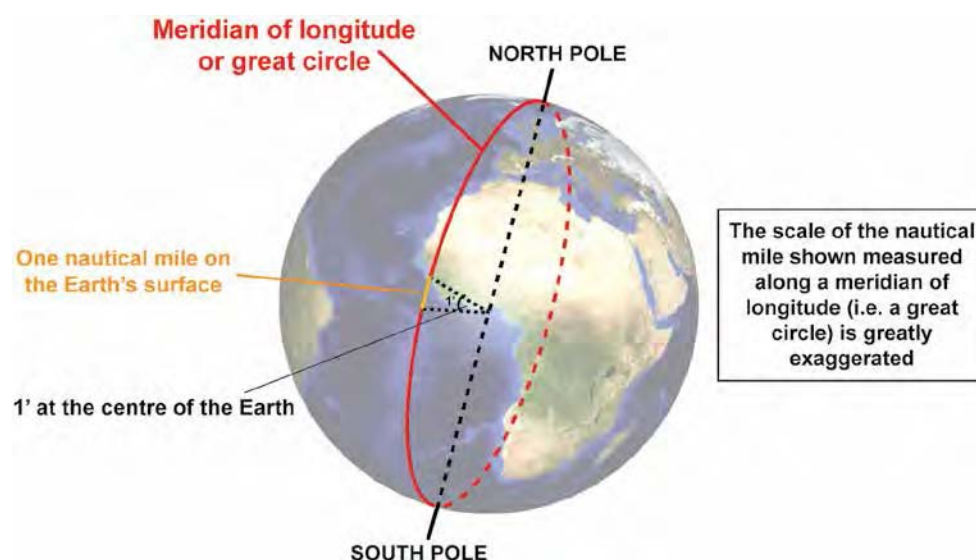 Meridian of longitude
or great circle
NORTH POLE
One nautical mile on
the Earth's surface
1'
1' at the centre of the Earth
SOUTH POLE
The scale of the nautical
mile shown measured
along a meridian of
longitude (i.e. a great
circle) is greatly
exaggerated